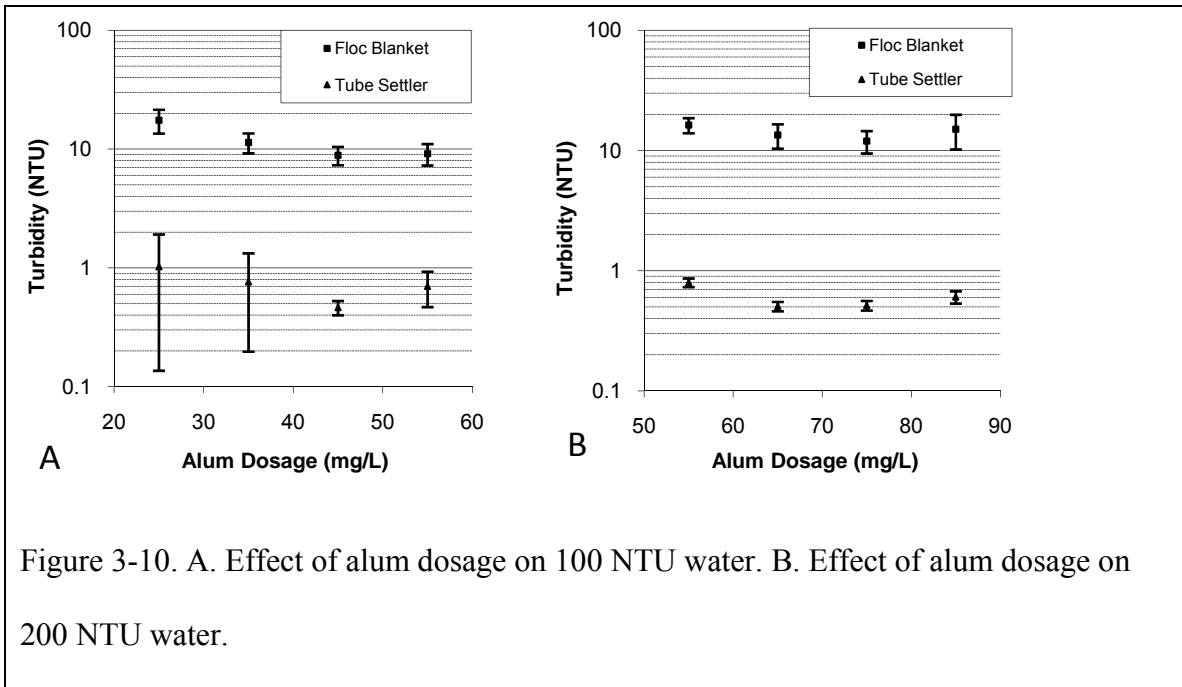 100
10
1
0.1
Turbidity (NTU)
Floc Blanket
Tube Settler
20 30 40 50 60
A
Alum Dosage (mg/L)
100
10
1
0.1
Turbidity (NTU)
Floc Blanket
Tube Settler
50 60 70 80 90
B
Alum Dosage (mg/L)
Figure 3-10. A. Effect of alum dosage on 100 NTU water. B. Effect of alum dosage on
200 NTU water.